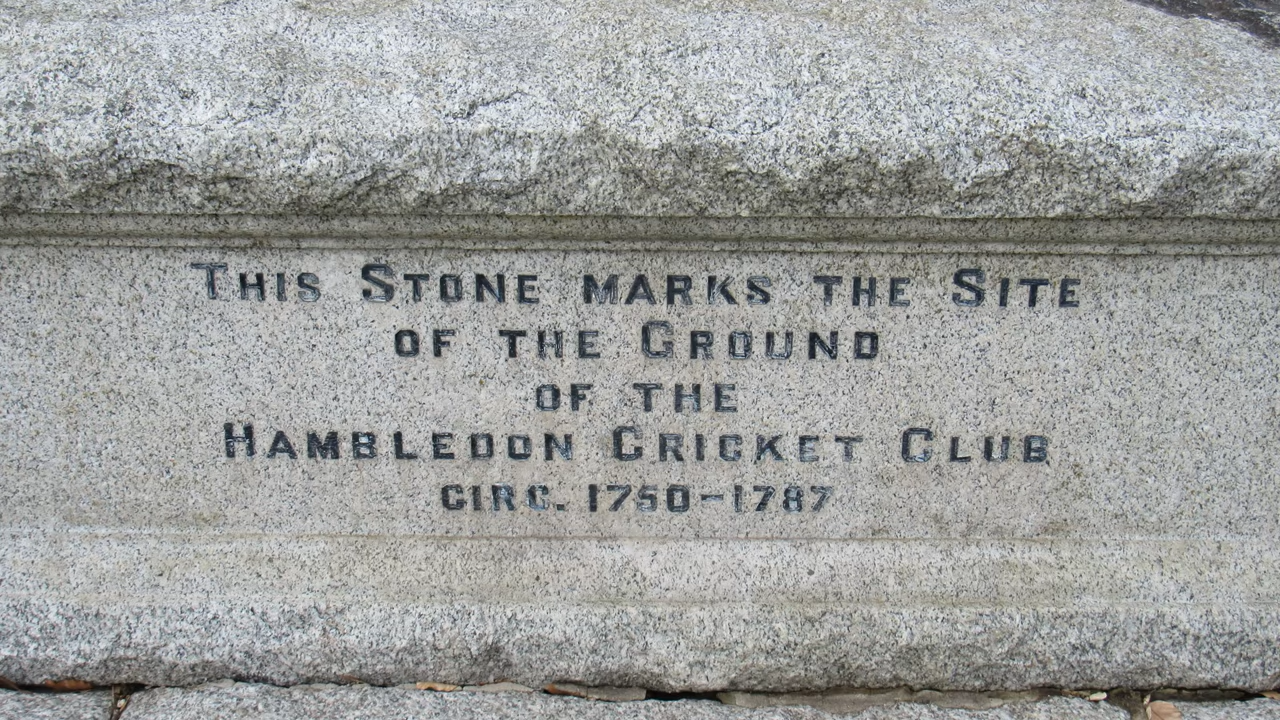 This Stone marks the Site
of the Ground
of the
Hambledon Cricket Club
circ. 1750-1787